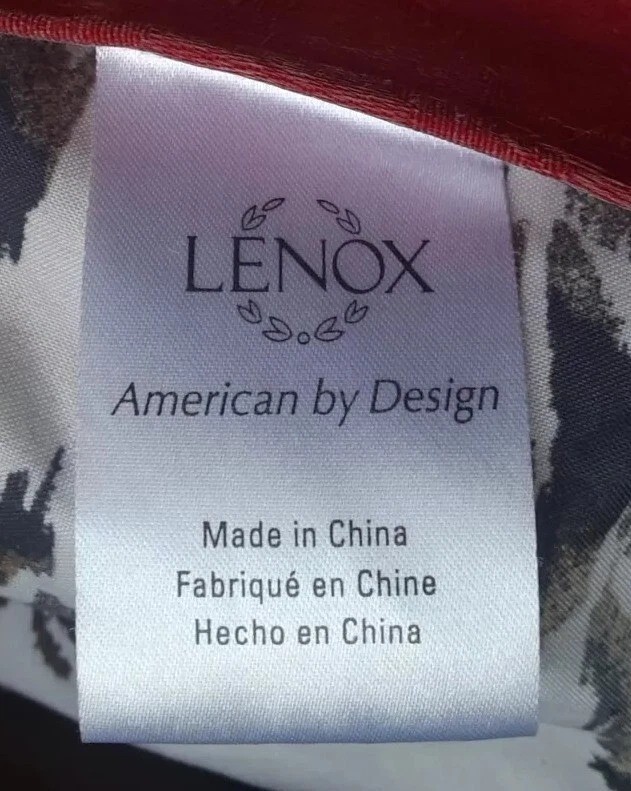 LENOX
American by Design
Made in China
Fabriqué en Chine
Hecho en China